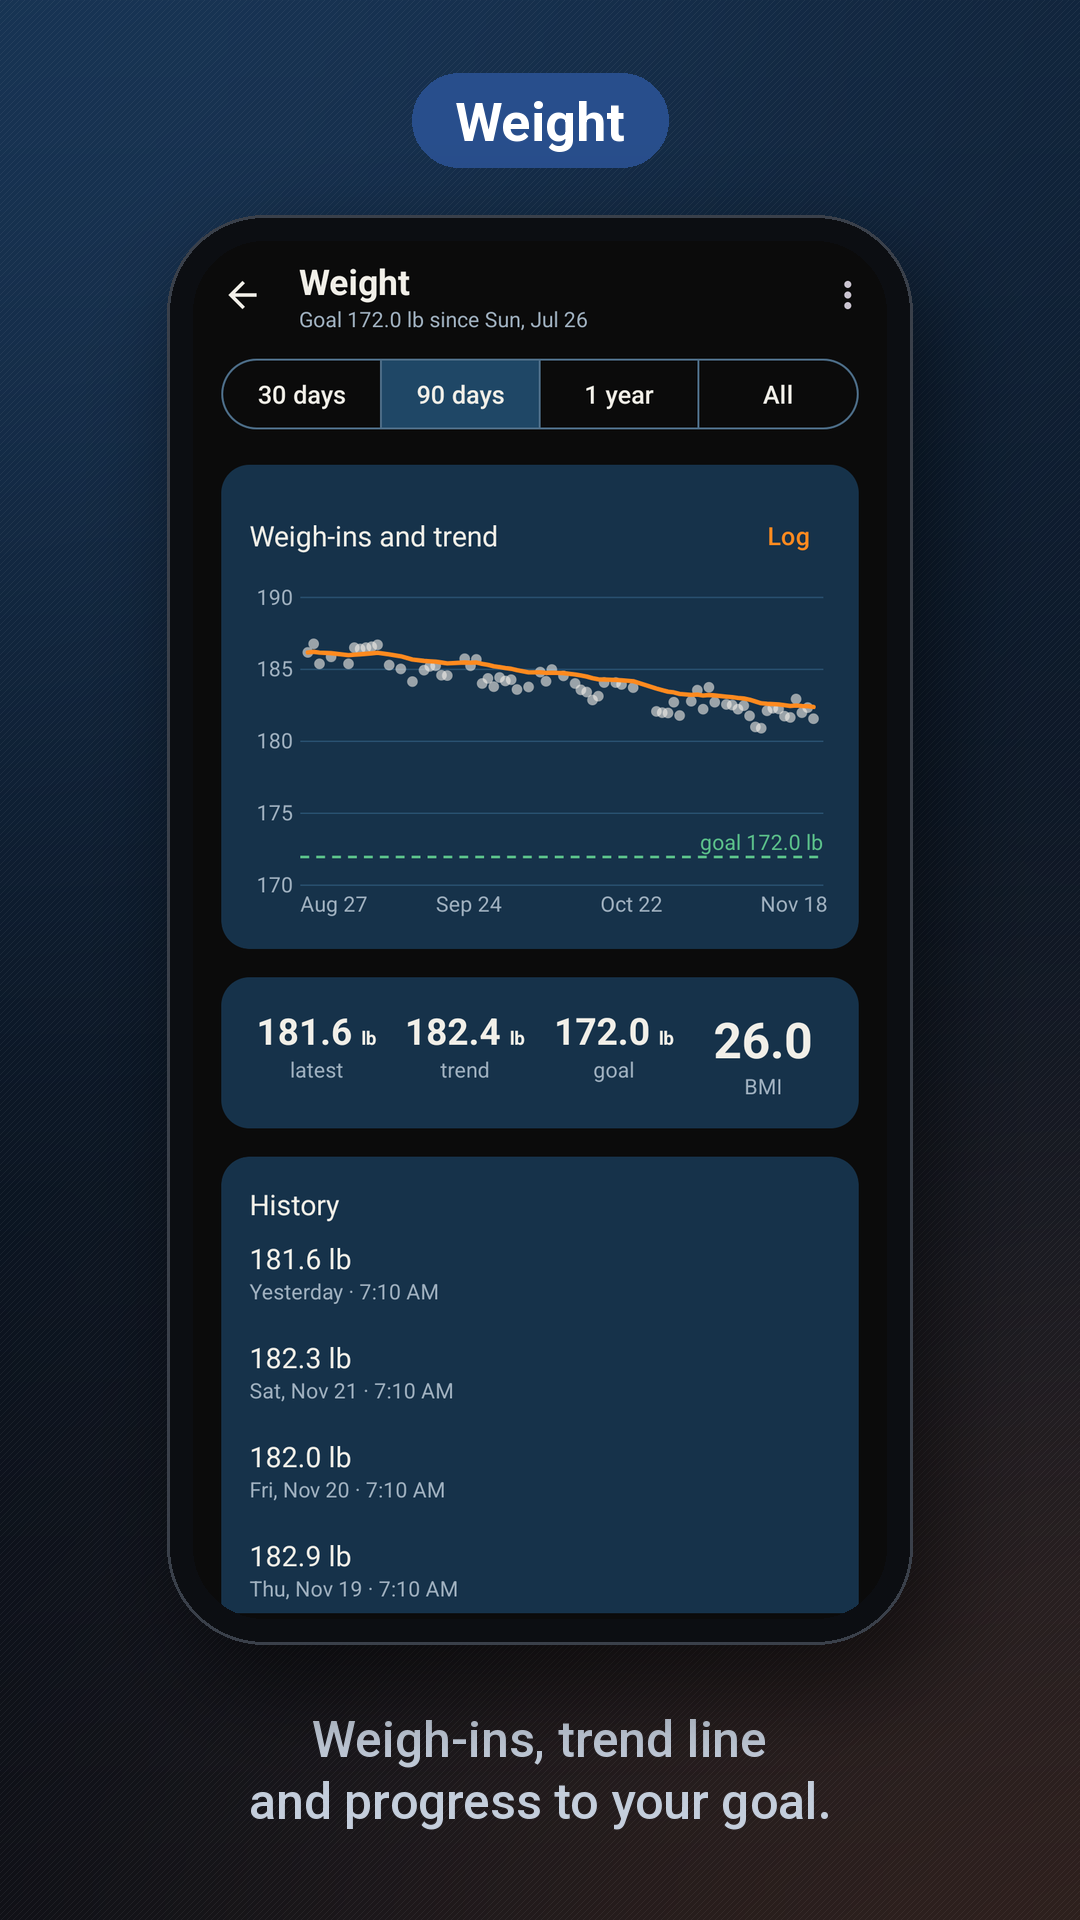 Weight
Weight
Goal 172.0 lb since Sun, Jul 26
30 days
90 days
1 year
All
Weigh-ins and trend
Log
190
185
180
175
goal 172.0 lb
170
Aug 27
Sep 24
Oct 22
Nov 18
181.6 lb
latest
182.4 lb
trend
172.0 lb
goal
26.0
BMI
History
181.6 lb
Yesterday · 7:10 AM
182.3 lb
Sat, Nov 21 · 7:10 AM
182.0 lb
Fri, Nov 20 · 7:10 AM
182.9 lb
Thu, Nov 19 · 7:10 AM
Weigh-ins, trend line
and progress to your goal.